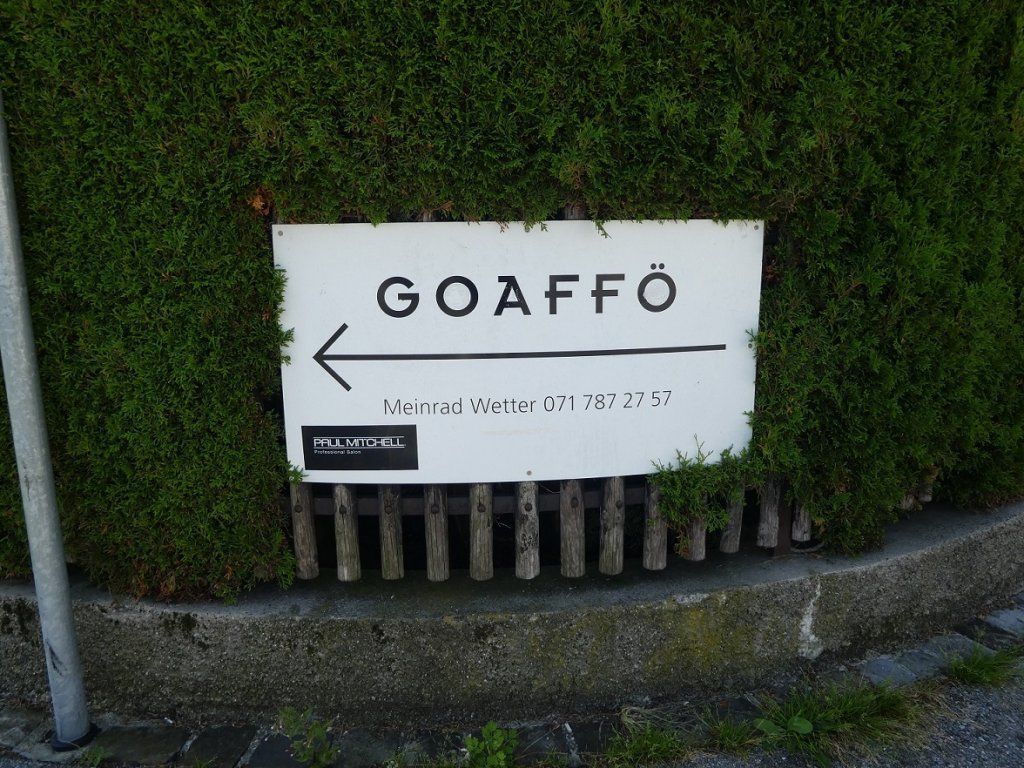 GOAFFÖ
Meinrad Wetter 071 787 27 57
PAUL MITCHELL
Professional Salon